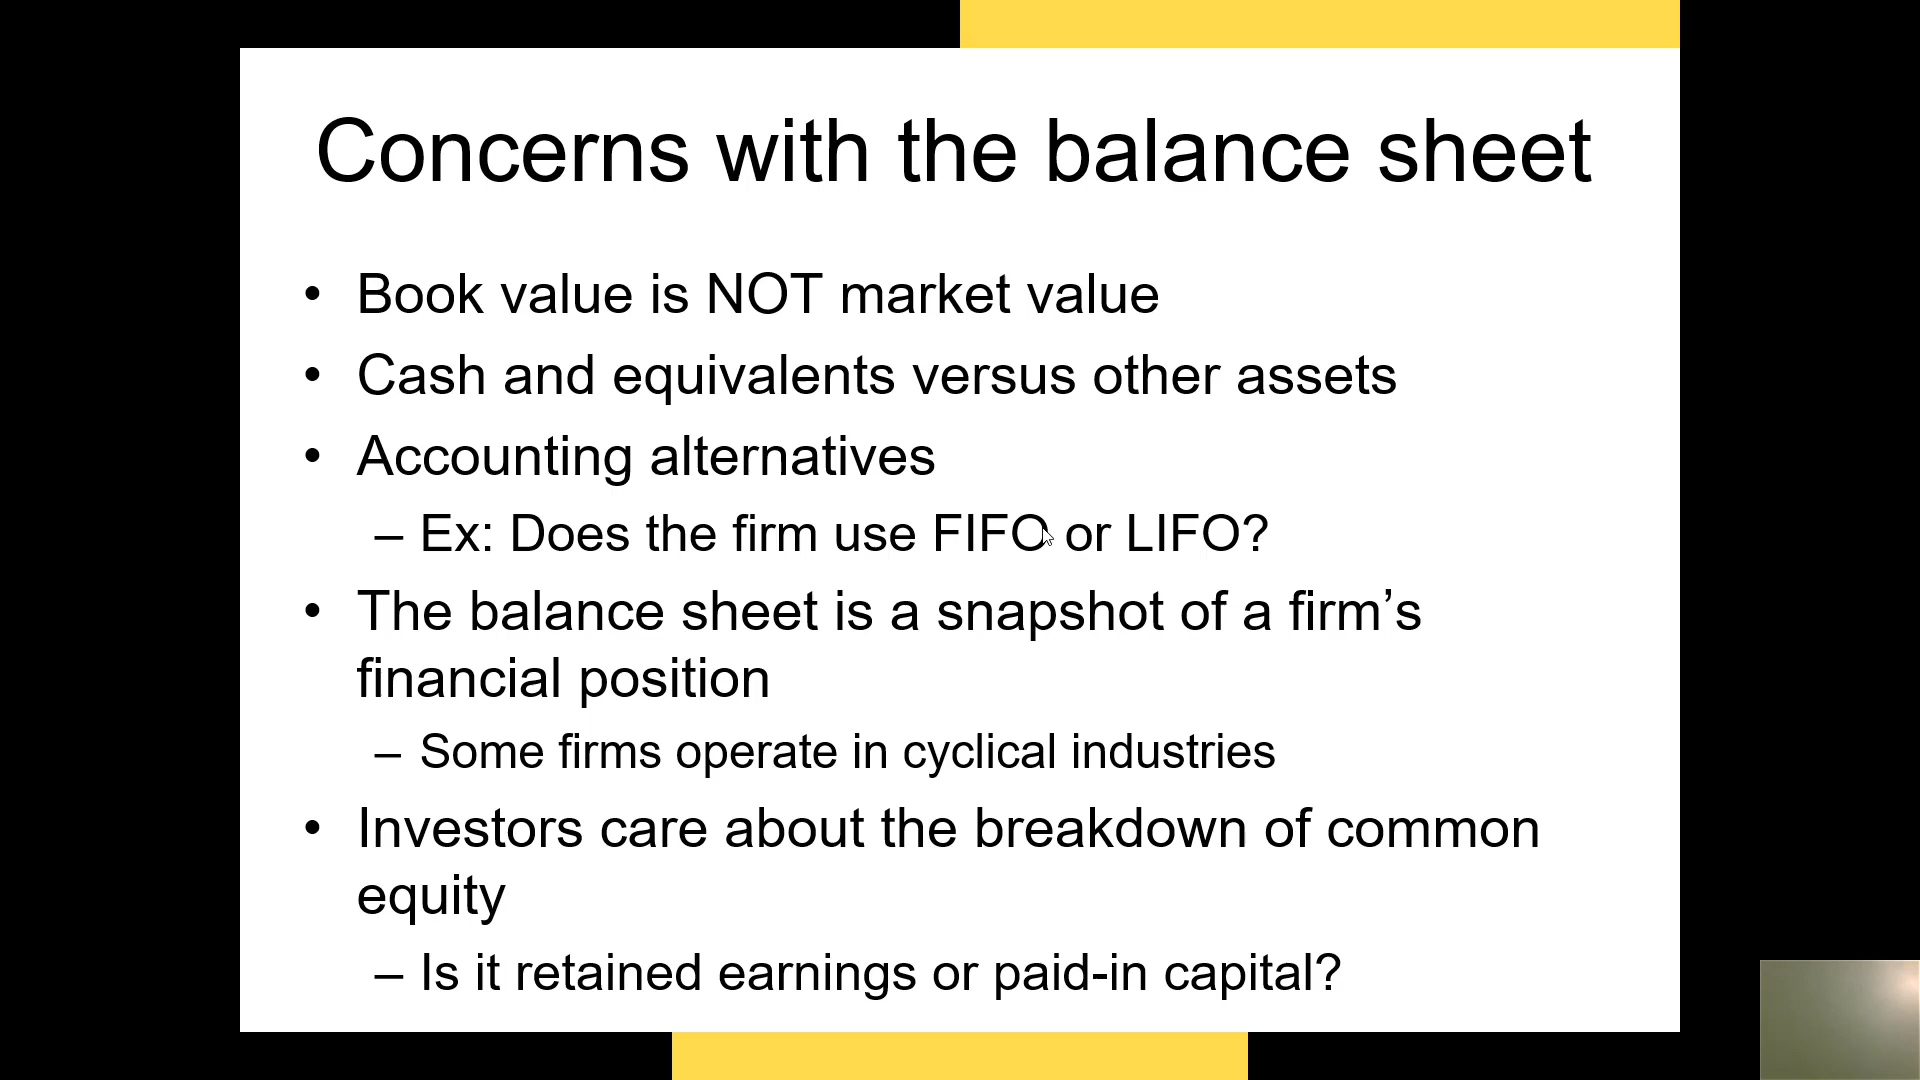 Concerns with the balance sheet
• Book value is NOT market value
• Cash and equivalents versus other assets
• Accounting alternatives
– Ex: Does the firm use FIFO or LIFO?
• The balance sheet is a snapshot of a firm’s
financial position
– Some firms operate in cyclical industries
• Investors care about the breakdown of common
equity
– Is it retained earnings or paid-in capital?